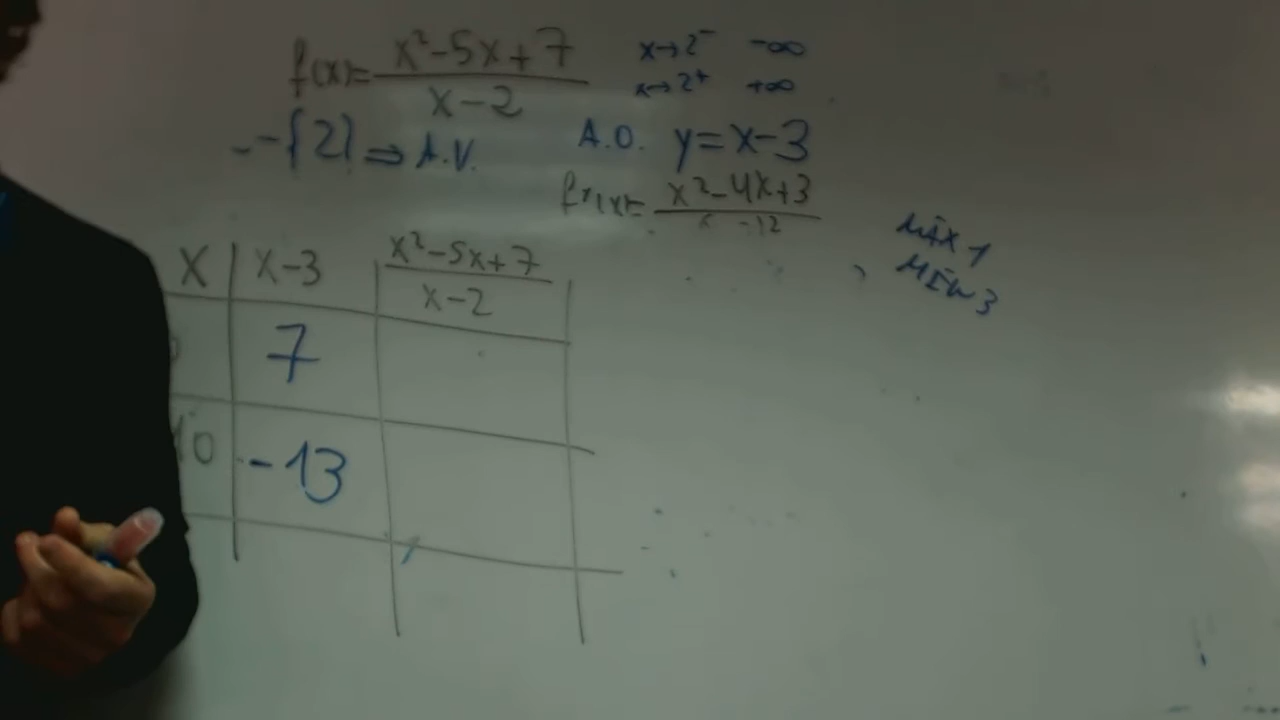 f(x)= x²-5x+7 / x-2 x→2⁻ -∞
x→2⁺ +∞
-{2} ⇒ A.V. A.O. y=x-3
f'(x)= x²-4x+3
MÁX 1
MÍN 3
x | x-3 | x²-5x+7 / x-2
7
10 | -13